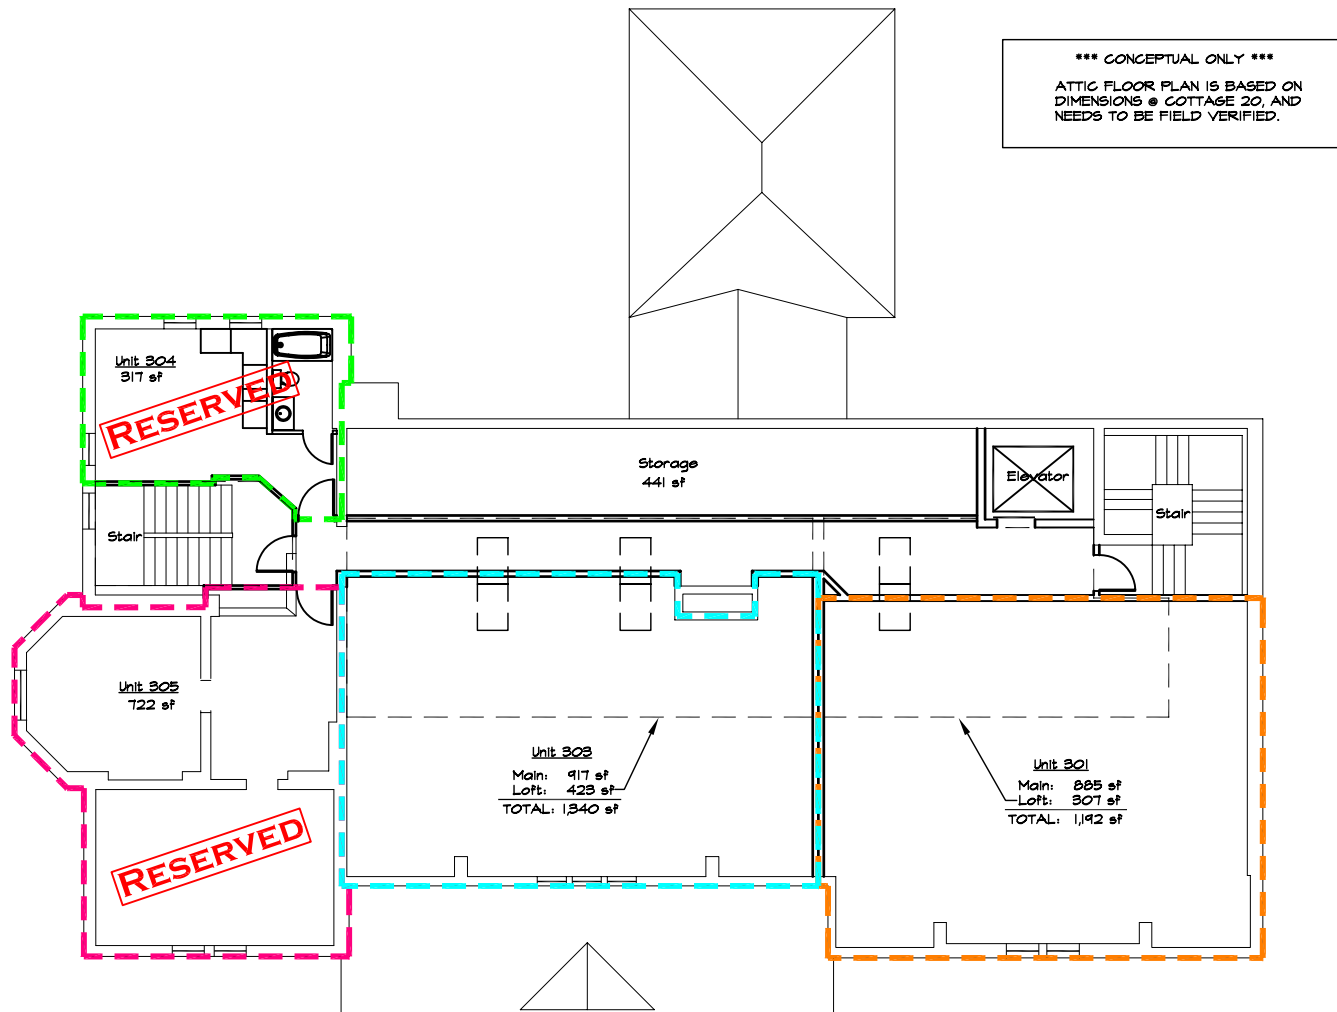 *** CONCEPTUAL ONLY ***
ATTIC FLOOR PLAN IS BASED ON
DIMENSIONS @ COTTAGE 20, AND
NEEDS TO BE FIELD VERIFIED.
Unit 304
317 sf
RESERVED
Storage
441 sf
Elevator
Stair
Stair
Unit 305
722 sf
RESERVED
Unit 303
Main: 917 sf
Loft: 423 sf
TOTAL: 1,340 sf
Unit 301
Main: 885 sf
Loft: 307 sf
TOTAL: 1,192 sf